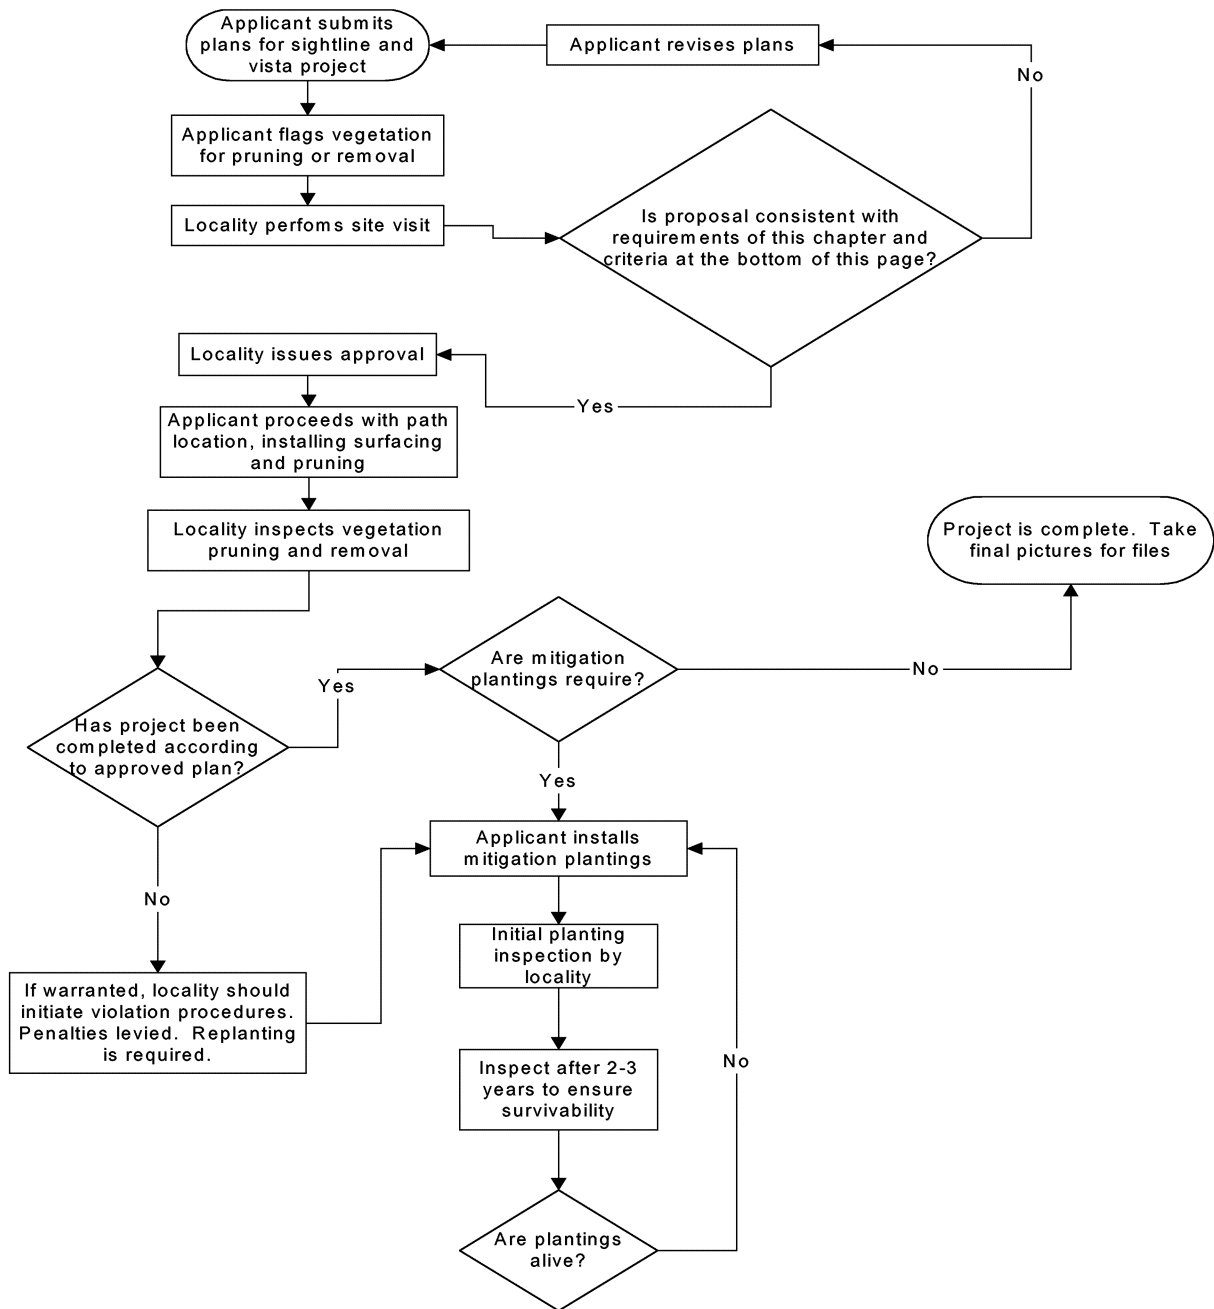 Applicant submits
plans for sightline and
vista project
Applicant revises plans
No
Applicant flags vegetation
for pruning or removal
Locality perfoms site visit
Is proposal consistent with
requirements of this chapter and
criteria at the bottom of this page?
Locality issues approval
Yes
Applicant proceeds with path
location, installing surfacing
and pruning
Locality inspects vegetation
pruning and removal
Project is complete. Take
final pictures for files
Are mitigation
plantings require?
No
Yes
Has project been
completed according
to approved plan?
Yes
Applicant installs
mitigation plantings
No
Initial planting
inspection by
locality
If warranted, locality should
initiate violation procedures.
Penalties levied. Replanting
is required.
Inspect after 2-3
years to ensure
survivability
No
Are plantings
alive?